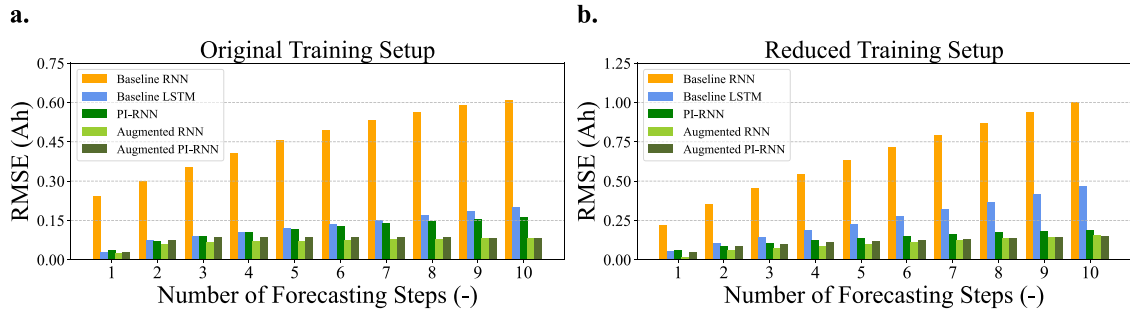 a.
Original Training Setup
RMSE (Ah)
0.75
0.60
0.45
0.30
0.15
0.00
Baseline RNN
Baseline LSTM
PI-RNN
Augmented RNN
Augmented PI-RNN
1 2 3 4 5 6 7 8 9 10
Number of Forecasting Steps (-)
b.
Reduced Training Setup
RMSE (Ah)
1.25
1.00
0.75
0.50
0.25
0.00
Baseline RNN
Baseline LSTM
PI-RNN
Augmented RNN
Augmented PI-RNN
1 2 3 4 5 6 7 8 9 10
Number of Forecasting Steps (-)